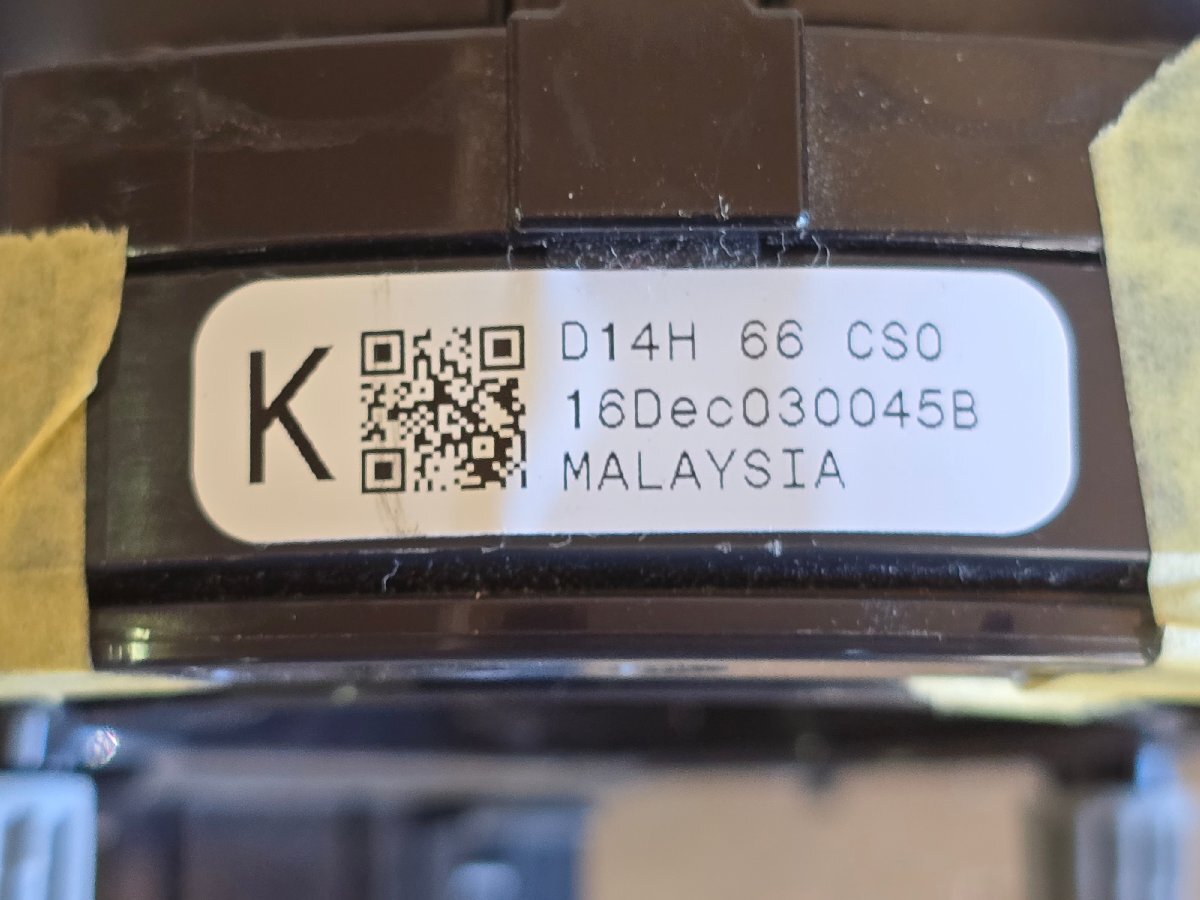 K
D14H 66 CS0
16Dec030045B
MALAYSIA